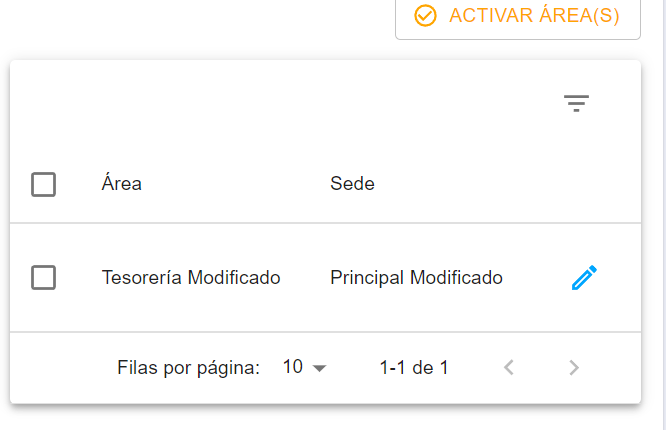 ACTIVAR ÁREA(S)
Área Sede
Tesorería Modificado Principal Modificado
Filas por página: 10 1-1 de 1